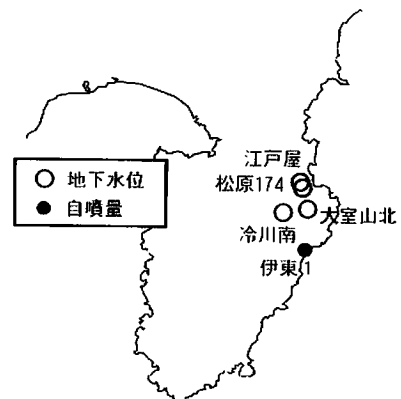 江戸屋
松原174
○ 地下水位
● 自噴量
大室山北
冷川南
伊東1